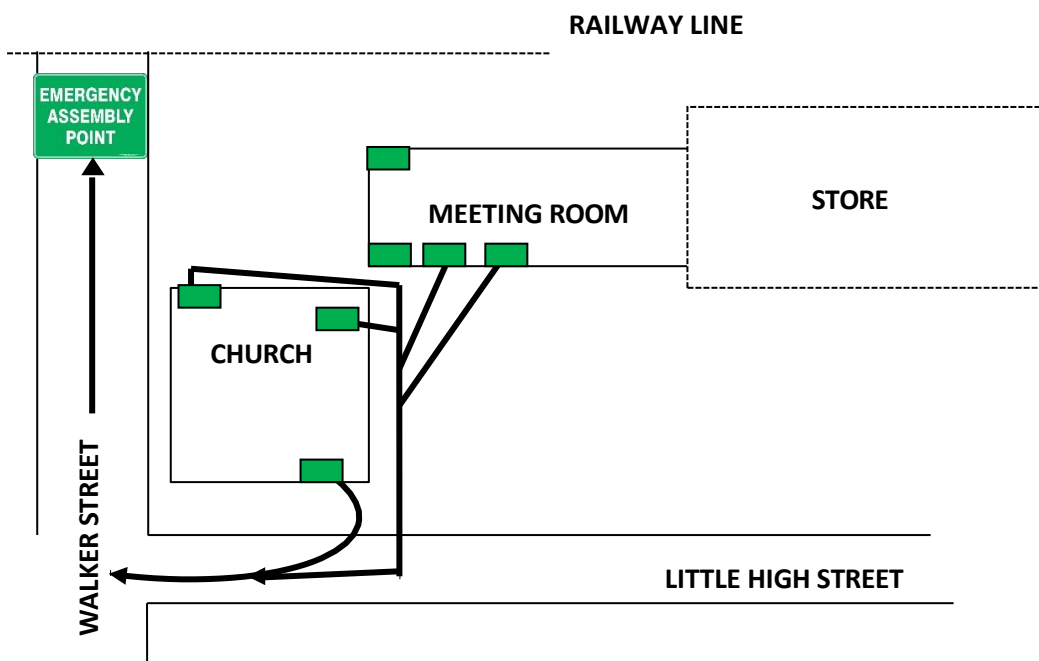 RAILWAY LINE
EMERGENCY
ASSEMBLY
POINT
STORE
MEETING ROOM
CHURCH
WALKER STREET
LITTLE HIGH STREET